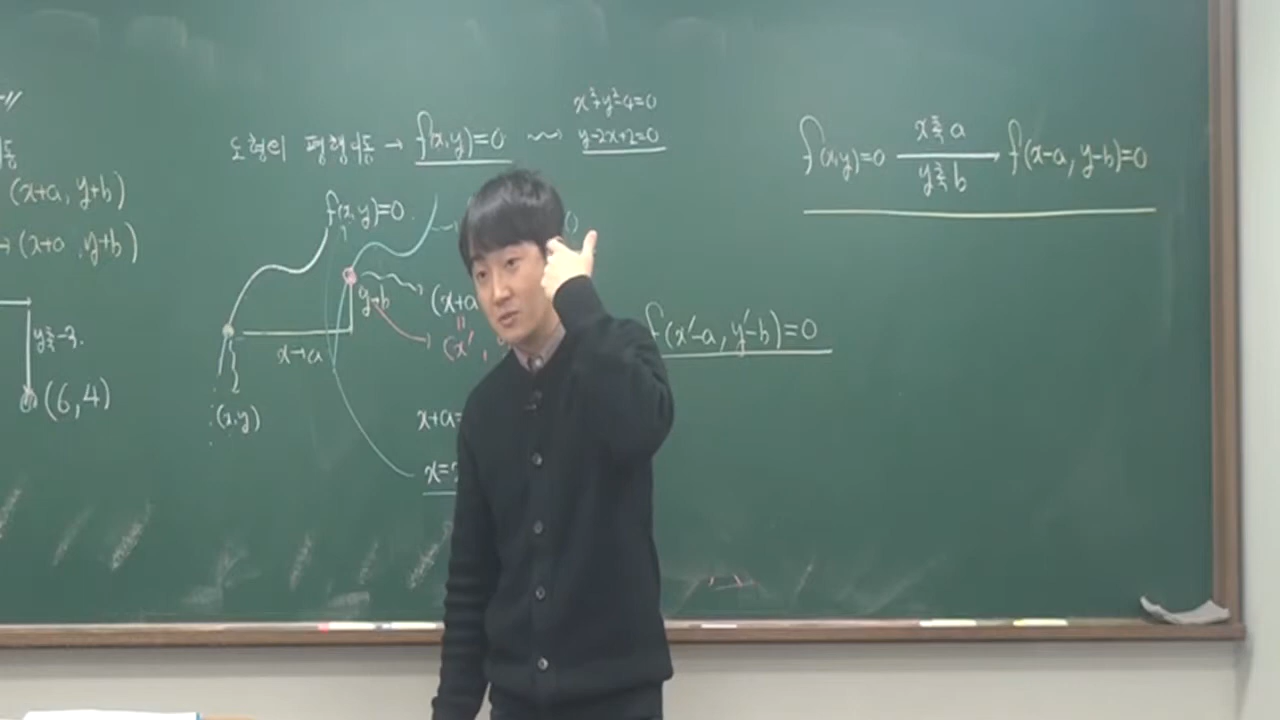 (x+a, y+b)
→ (x+a, y+b)
y축-3.
(6,4)
도형의 평행이동 → f(x,y)=0 ⇝
x²+y²-4=0
y-2x+2=0
f(x,y)=0
y→b
x→a
(x,y)
(x+a
=
(x′,
x+a=
x=
f(x′-a, y′-b)=0
f(x,y)=0
x축 a
y축 b
f(x-a, y-b)=0